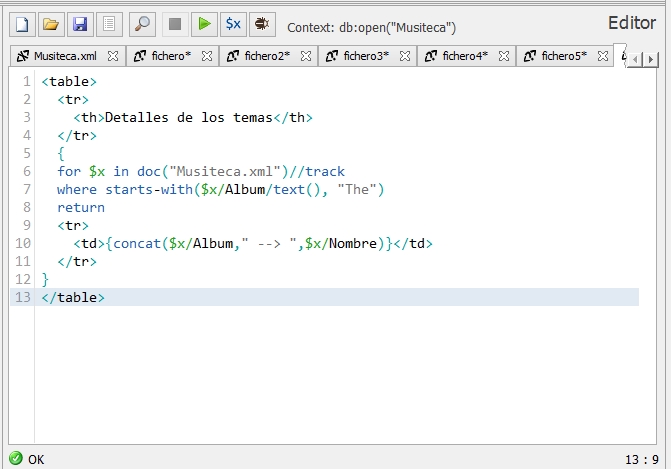 Context: db:open("Musiteca")
Editor
Musiteca.xml fichero* fichero2* fichero3* fichero4* fichero5*
1 <table>
2 <tr>
3 <th>Detalles de los temas</th>
4 </tr>
5 {
6 for $x in doc("Musiteca.xml")//track
7 where starts-with($x/Album/text(), "The")
8 return
9 <tr>
10 <td>{concat($x/Album," --> ",$x/Nombre)}</td>
11 </tr>
12 }
13 </table>
OK
13 : 9